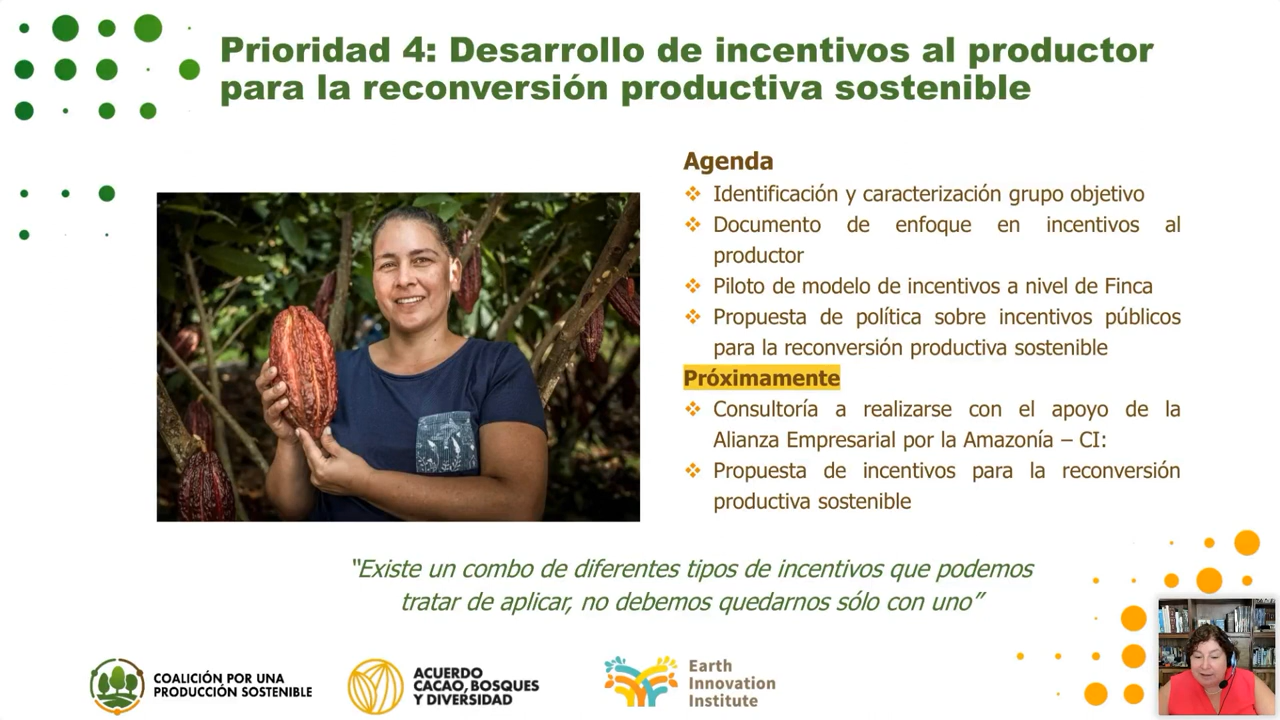 Prioridad 4: Desarrollo de incentivos al productor
para la reconversión productiva sostenible
Agenda
❖ Identificación y caracterización grupo objetivo
❖ Documento de enfoque en incentivos al
productor
❖ Piloto de modelo de incentivos a nivel de Finca
❖ Propuesta de política sobre incentivos públicos
para la reconversión productiva sostenible
Próximamente
❖ Consultoría a realizarse con el apoyo de la
Alianza Empresarial por la Amazonía – CI:
❖ Propuesta de incentivos para la reconversión
productiva sostenible
“Existe un combo de diferentes tipos de incentivos que podemos
tratar de aplicar, no debemos quedarnos sólo con uno”
COALICIÓN POR UNA
PRODUCCIÓN SOSTENIBLE
ACUERDO
CACAO, BOSQUES
Y DIVERSIDAD
Earth
Innovation
Institute